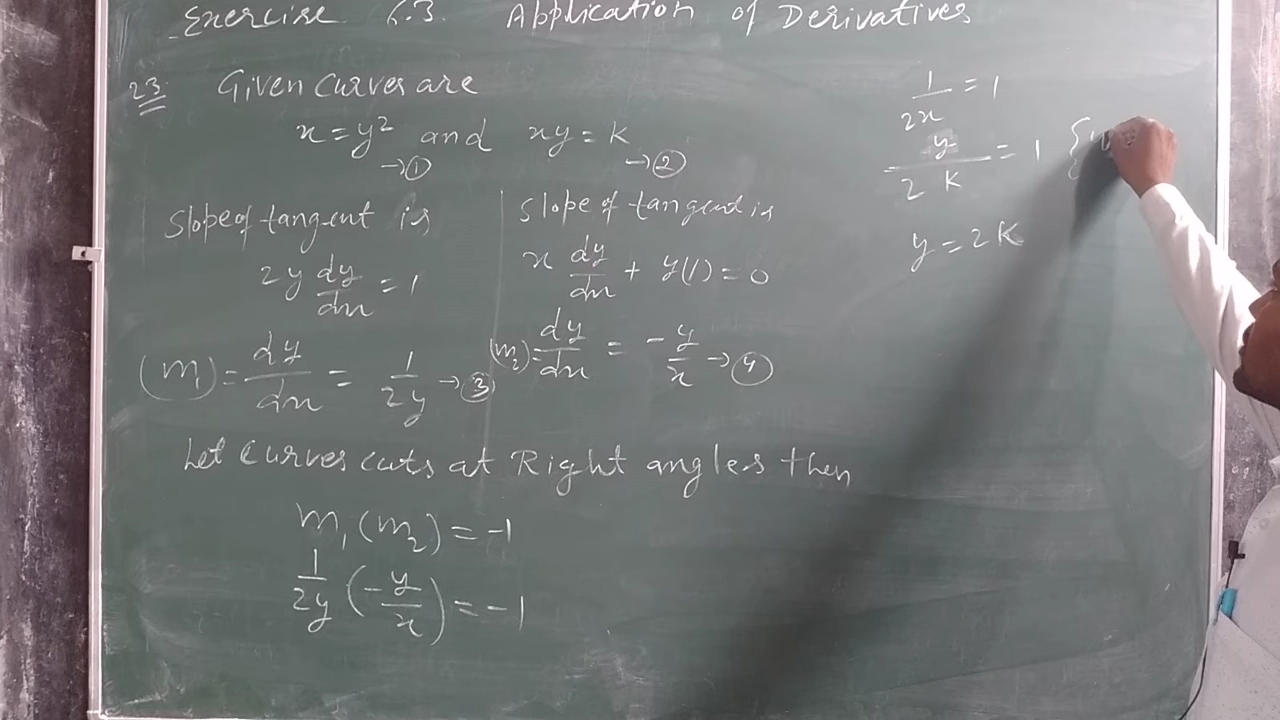 Exercise 6.3. Application of Derivatives
23. Given Curves are
x = y² and xy = k
→① →②
Slope of tangent is
2y dy/dx = 1
(m₁) = dy/dx = 1/2y →③
Slope of tangent is
x dy/dx + y(1) = 0
(m₂) = dy/dx = -y/x →④
Let Curves cuts at Right angles then
m₁(m₂) = -1
1/2y (-y/x) = -1
1/2x = 1
y/2k = 1 {
y = 2k